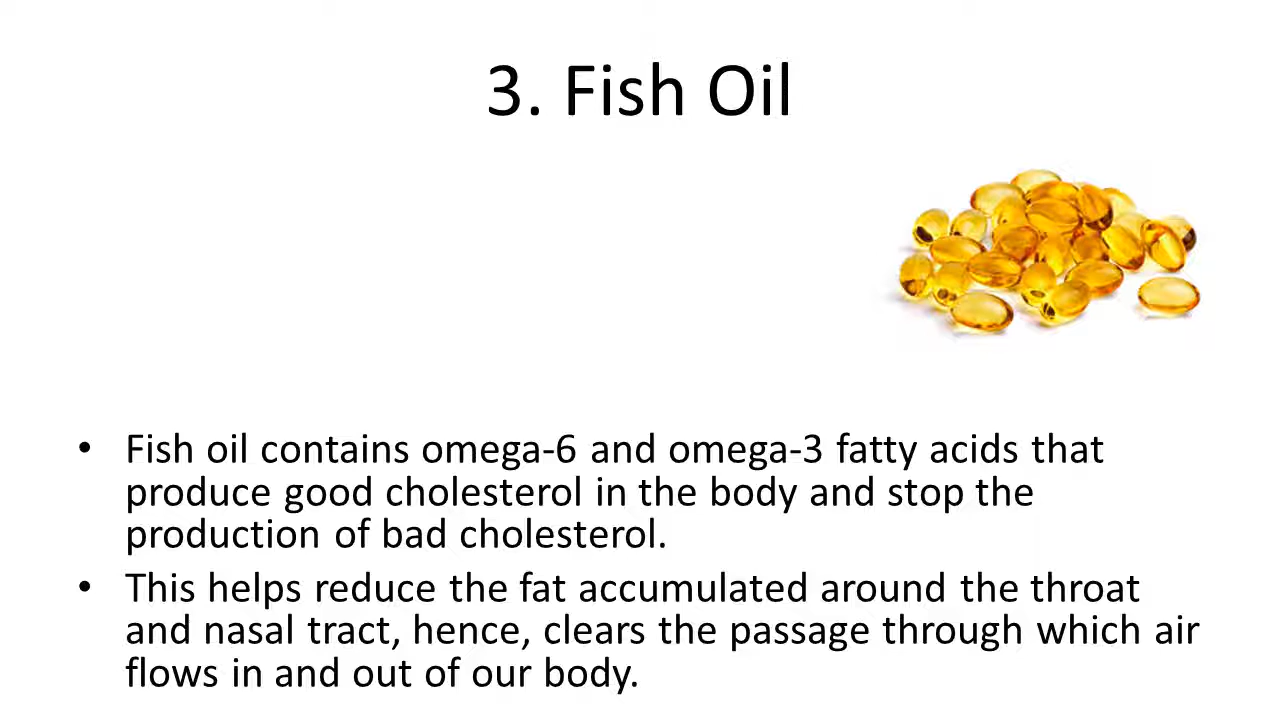 3. Fish Oil
• Fish oil contains omega-6 and omega-3 fatty acids that
produce good cholesterol in the body and stop the
production of bad cholesterol.
• This helps reduce the fat accumulated around the throat
and nasal tract, hence, clears the passage through which air
flows in and out of our body.